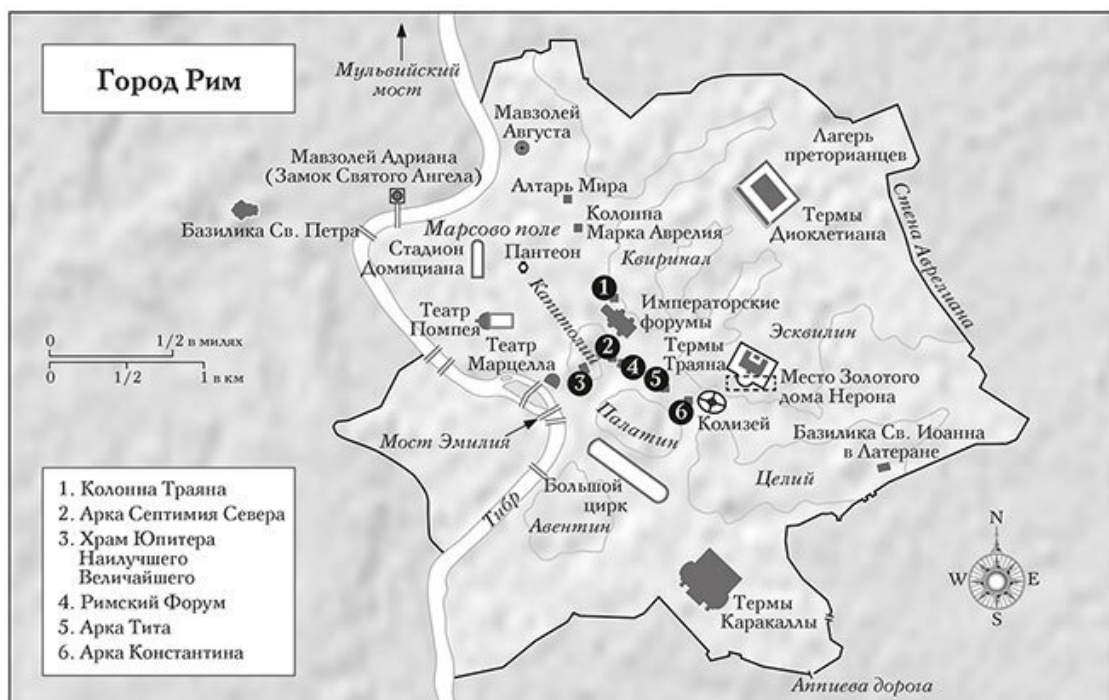 Город Рим
Мульвийский
мост
Мавзолей
Августа
Лагерь
преторианцев
Мавзолей Адриана
(Замок Святого Ангела)
Алтарь Мира
Стена Аврелиана
Базилика Св. Петра
Марсово поле
Колонна
Марка Аврелия
Термы
Диоклетиана
Стадион
Домициана
Пантеон
Квиринал
Капитолий
1
Императорские
форумы
Театр
Помпея
Эсквилин
0 1/2 в милях
0 1/2 1 в км
Театр
Марцелла
2
Термы
Траяна
3
4
5
6
Место Золотого
дома Нерона
Колизей
Палатин
Мост Эмилия
Базилика Св. Иоанна
в Латеране
Целий
Большой
цирк
Тибр
Авентин
1. Колонна Траяна
2. Арка Септимия Севера
3. Храм Юпитера
Наилучшего
Величайшего
4. Римский Форум
5. Арка Тита
6. Арка Константина
N
W E
S
Термы
Каракаллы
Аппиева дорога